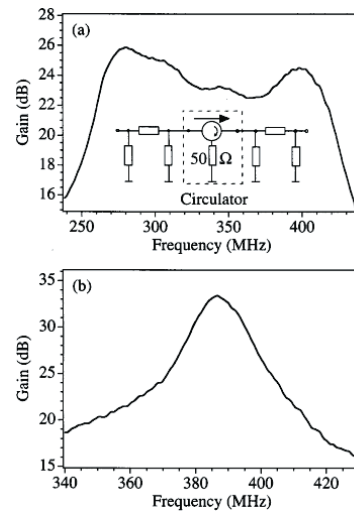 28
(a)
26
24
22
20
50 Ω
18
16
Circulator
250
300
350
400
Gain (dB)
Frequency (MHz)
35
(b)
30
25
20
15
340
360
380
400
420
Gain (dB)
Frequency (MHz)